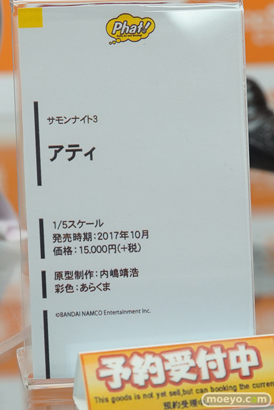 Phat!
サモンナイト3
アティ
1/5スケール
発売時期:2017年10月
価格:15,000円(+税)
原型制作:内嶋靖浩
彩色:あらくま
©BANDAI NAMCO Entertainment Inc.
予約受付中
This goods is not yet sell,but can booking the current
予約受
moeyo.com